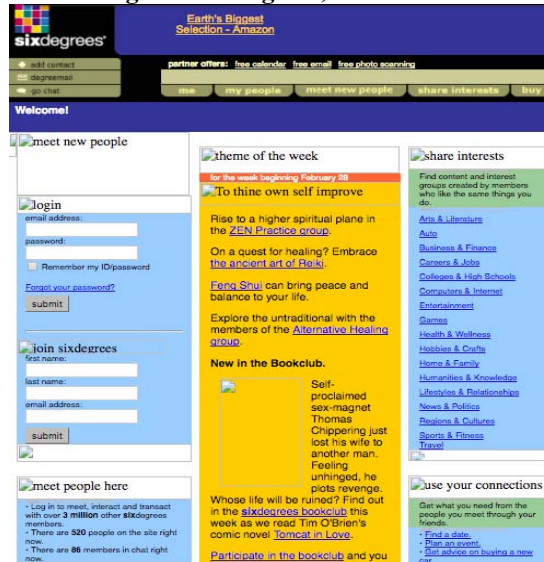 Earth's Biggest
Selection - Amazon
sixdegrees
add contact
degreemail
go chat
partner offers: free calendar free email free photo scanning
me
my people
meet new people
share interests
buy
Welcome!
meet new people
login
email address:
password:
Remember my ID/password
Forgot your password?
submit
join sixdegrees
first name:
last name:
email address:
submit
meet people here
- Log in to meet, interact and transact
with over 3 million other sixdegrees
members.
- There are 520 people on the site right
now.
- There are 86 members in chat right
now.
theme of the week
for the week beginning February 28
To thine own self improve
Rise to a higher spiritual plane in
the ZEN Practice group.
On a quest for healing? Embrace
the ancient art of Reiki.
Feng Shui can bring peace and
balance to your life.
Explore the untraditional with the
members of the Alternative Healing
group.
New in the Bookclub.
Self-
proclaimed
sex-magnet
Thomas
Chippering just
lost his wife to
another man.
Feeling
unhinged, he
plots revenge.
Whose life will be ruined? Find out
in the sixdegrees bookclub this
week as we read Tim O'Brien's
comic novel Tomcat in Love.
Participate in the bookclub and you
share interests
Find content and interest
groups created by members
who like the same things you
do.
Arts & Literature
Auto
Business & Finance
Careers & Jobs
Colleges & High Schools
Computers & Internet
Entertainment
Games
Health & Wellness
Hobbies & Crafts
Home & Family
Humanities & Knowledge
Lifestyles & Relationships
News & Politics
Regions & Cultures
Sports & Fitness
Travel
use your connections
Get what you need from the
people you meet through your
friends.
- Find a date.
- Plan an event.
- Get advice on buying a new
car.